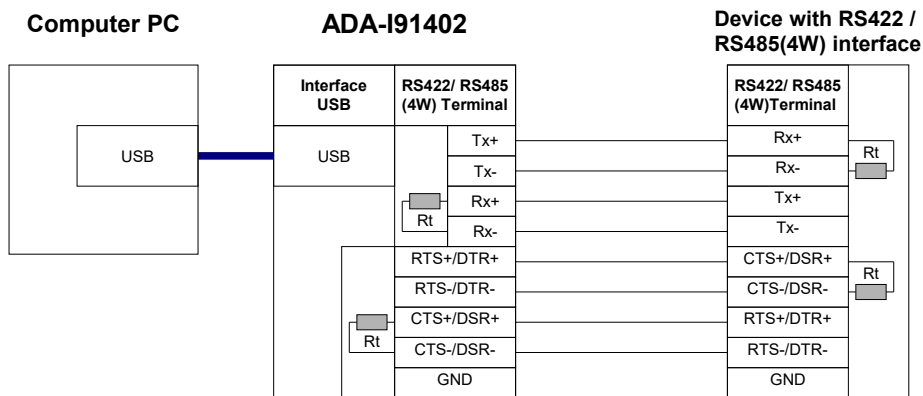 Computer PC
ADA-I91402
Device with RS422 /
RS485(4W) interface
Interface
USB
RS422/ RS485
(4W) Terminal
RS422/ RS485
(4W)Terminal
USB
USB
Tx+
Rx+
Tx-
Rx-
Rt
Rx+
Tx+
Rt
Rx-
Tx-
RTS+/DTR+
CTS+/DSR+
RTS-/DTR-
CTS-/DSR-
Rt
CTS+/DSR+
RTS+/DTR+
Rt
CTS-/DSR-
RTS-/DTR-
GND
GND